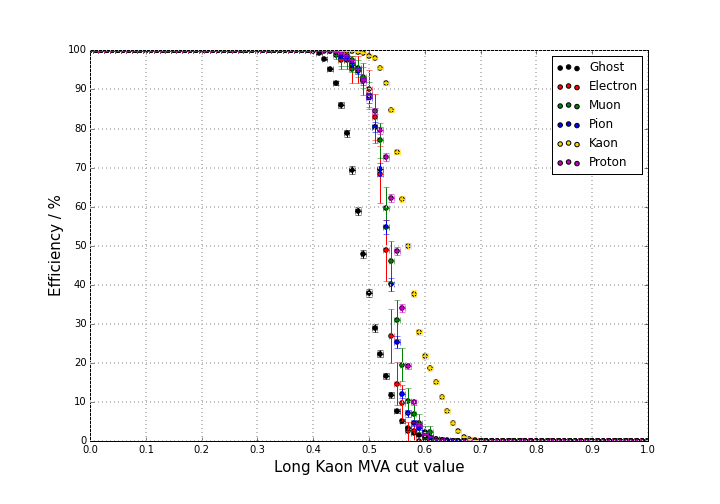 100
90
80
70
60
50
40
30
20
10
0
Efficiency / %
Ghost
Electron
Muon
Pion
Kaon
Proton
0.0 0.1 0.2 0.3 0.4 0.5 0.6 0.7 0.8 0.9 1.0
Long Kaon MVA cut value